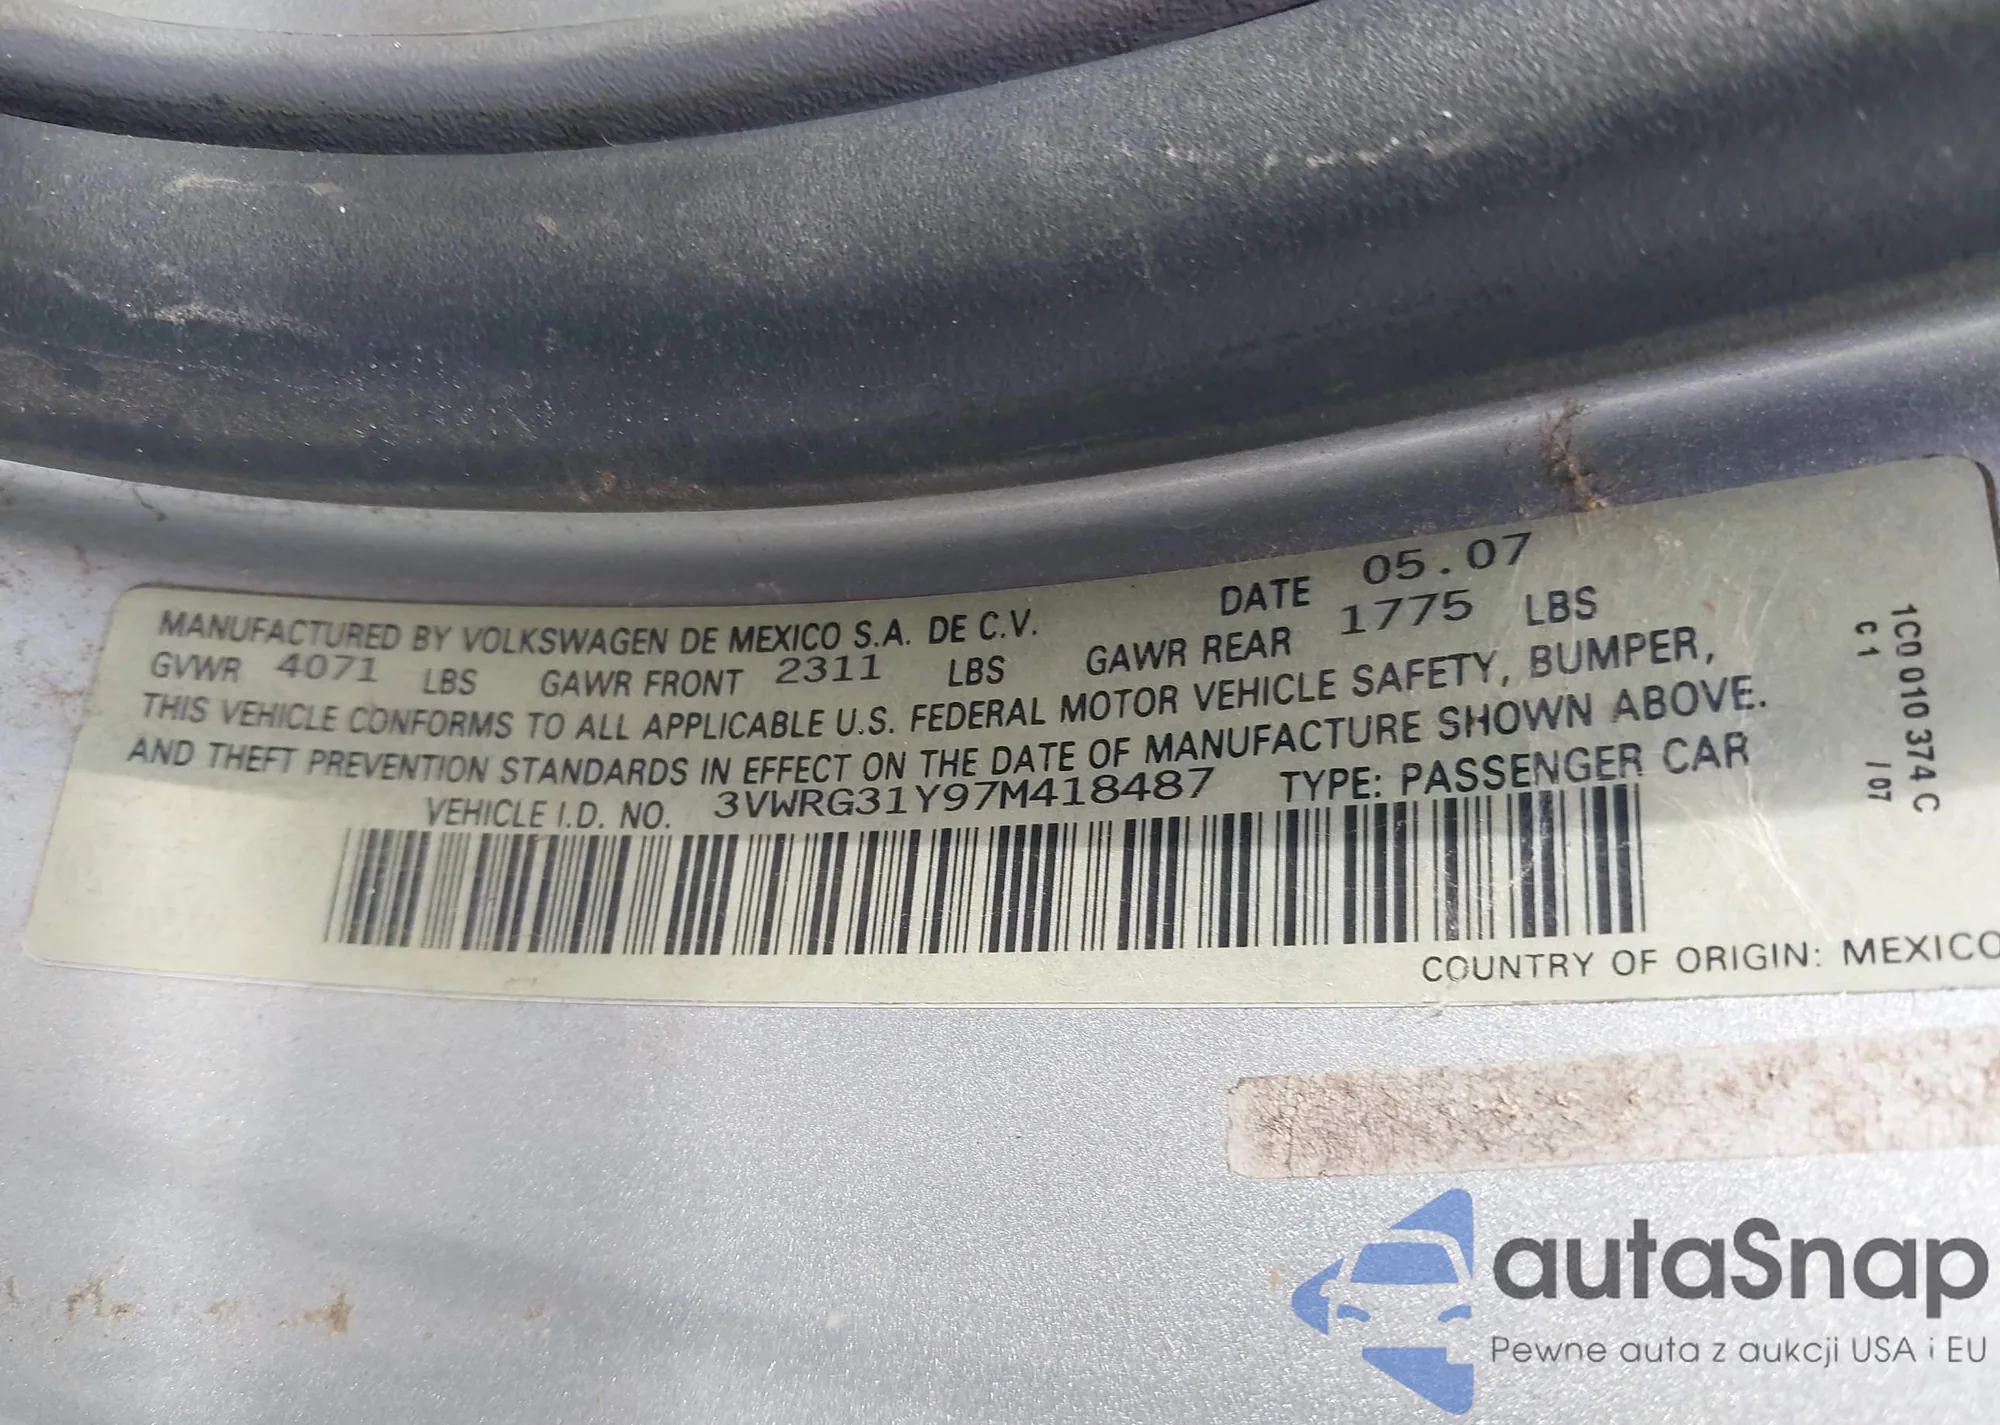 MANUFACTURED BY VOLKSWAGEN DE MEXICO S.A. DE C.V. DATE 05.07
GVWR 4071 LBS GAWR FRONT 2311 LBS GAWR REAR 1775 LBS
THIS VEHICLE CONFORMS TO ALL APPLICABLE U.S. FEDERAL MOTOR VEHICLE SAFETY, BUMPER,
AND THEFT PREVENTION STANDARDS IN EFFECT ON THE DATE OF MANUFACTURE SHOWN ABOVE.
VEHICLE I.D. NO. 3VWRG31Y97M418487 TYPE: PASSENGER CAR
COUNTRY OF ORIGIN: MEXICO
1C0 010 374 C
C 1 / 07
autaSnap
Pewne auta z aukcji USA i EU